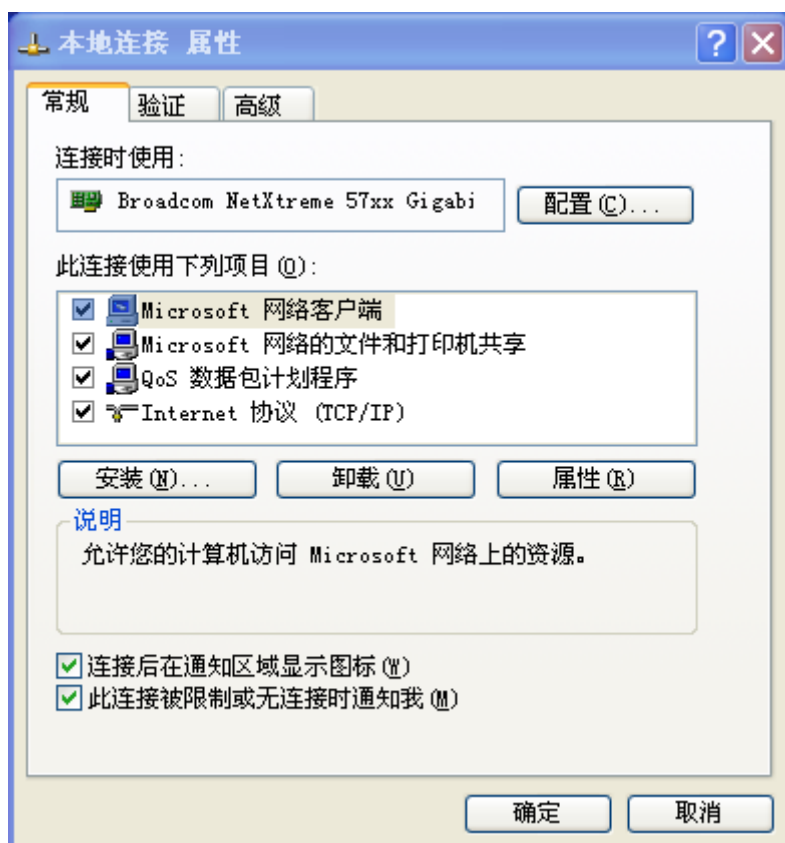 本地连接 属性
常规 验证 高级
连接时使用:
Broadcom NetXtreme 57xx Gigabi 配置(C)...
此连接使用下列项目(O):
Microsoft 网络客户端
Microsoft 网络的文件和打印机共享
QoS 数据包计划程序
Internet 协议 (TCP/IP)
安装(N)... 卸载(U) 属性(R)
说明
允许您的计算机访问 Microsoft 网络上的资源。
连接后在通知区域显示图标(W)
此连接被限制或无连接时通知我(M)
确定 取消